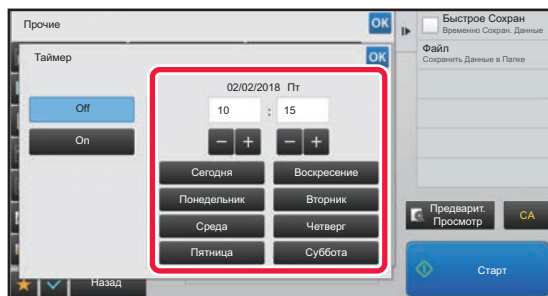 Прочие
OK
Быстрое Сохран
Временно Сохран. Данные
Таймер
OK
Файл
Сохранить Данные в Папке
02/02/2018 Пт
Off
10 : 15
On
− + − +
Сегодня
Воскресение
Понедельник
Вторник
Среда
Четверг
Пятница
Суббота
Предварит.
Просмотр
CA
Назад
Старт